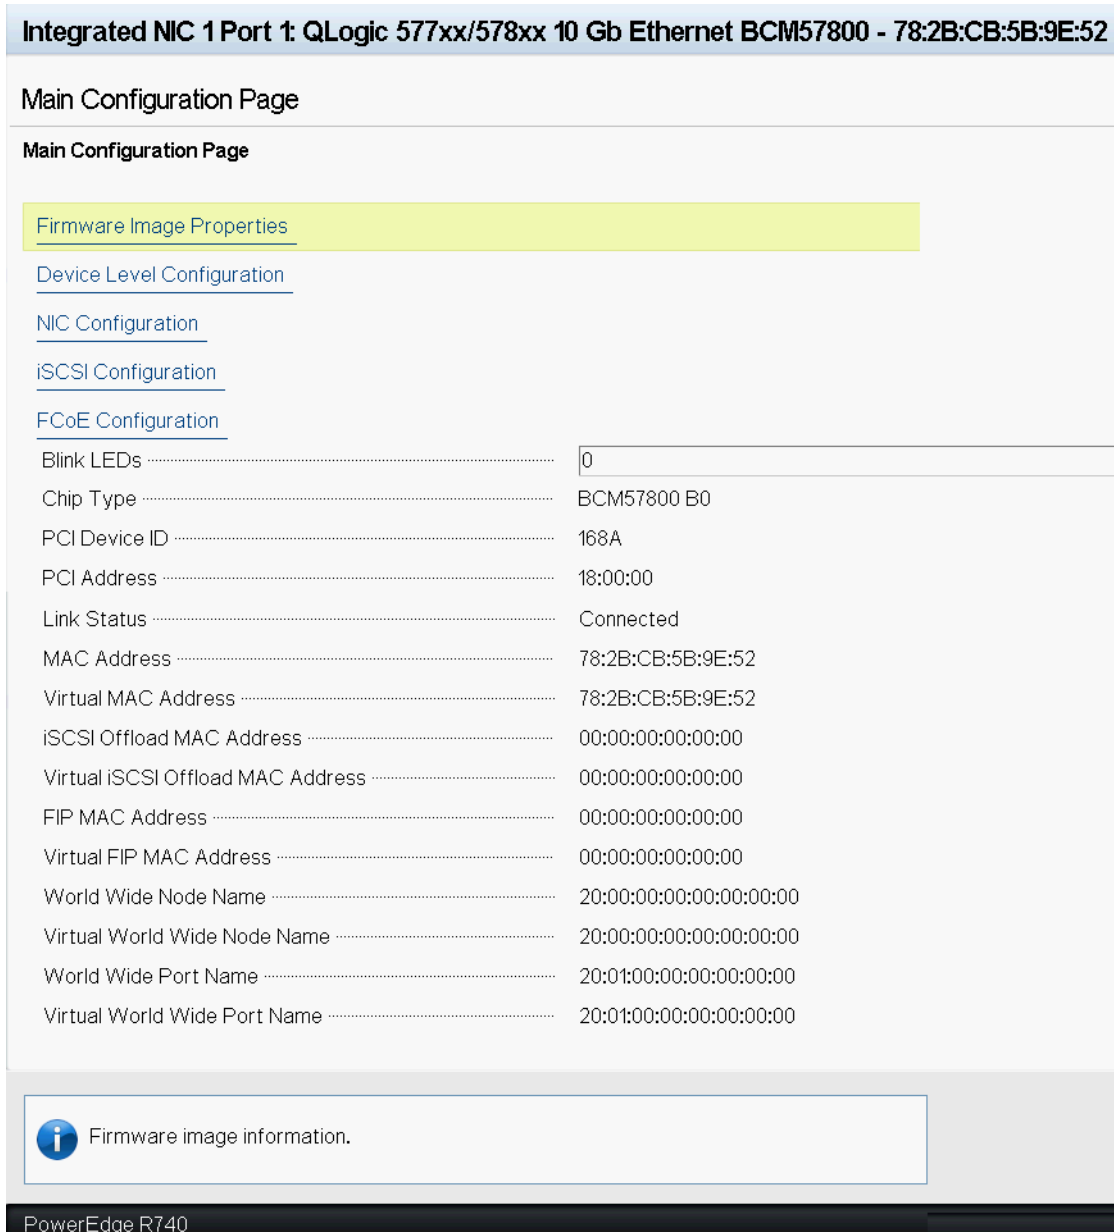 Integrated NIC 1 Port 1: QLogic 577xx/578xx 10 Gb Ethernet BCM57800 - 78:2B:CB:5B:9E:52
Main Configuration Page
Main Configuration Page
Firmware Image Properties
Device Level Configuration
NIC Configuration
iSCSI Configuration
FCoE Configuration
Blink LEDs 0
Chip Type BCM57800 B0
PCI Device ID 168A
PCI Address 18:00:00
Link Status Connected
MAC Address 78:2B:CB:5B:9E:52
Virtual MAC Address 78:2B:CB:5B:9E:52
iSCSI Offload MAC Address 00:00:00:00:00:00
Virtual iSCSI Offload MAC Address 00:00:00:00:00:00
FIP MAC Address 00:00:00:00:00:00
Virtual FIP MAC Address 00:00:00:00:00:00
World Wide Node Name 20:00:00:00:00:00:00:00
Virtual World Wide Node Name 20:00:00:00:00:00:00:00
World Wide Port Name 20:01:00:00:00:00:00:00
Virtual World Wide Port Name 20:01:00:00:00:00:00:00
Firmware image information.
PowerEdge R740